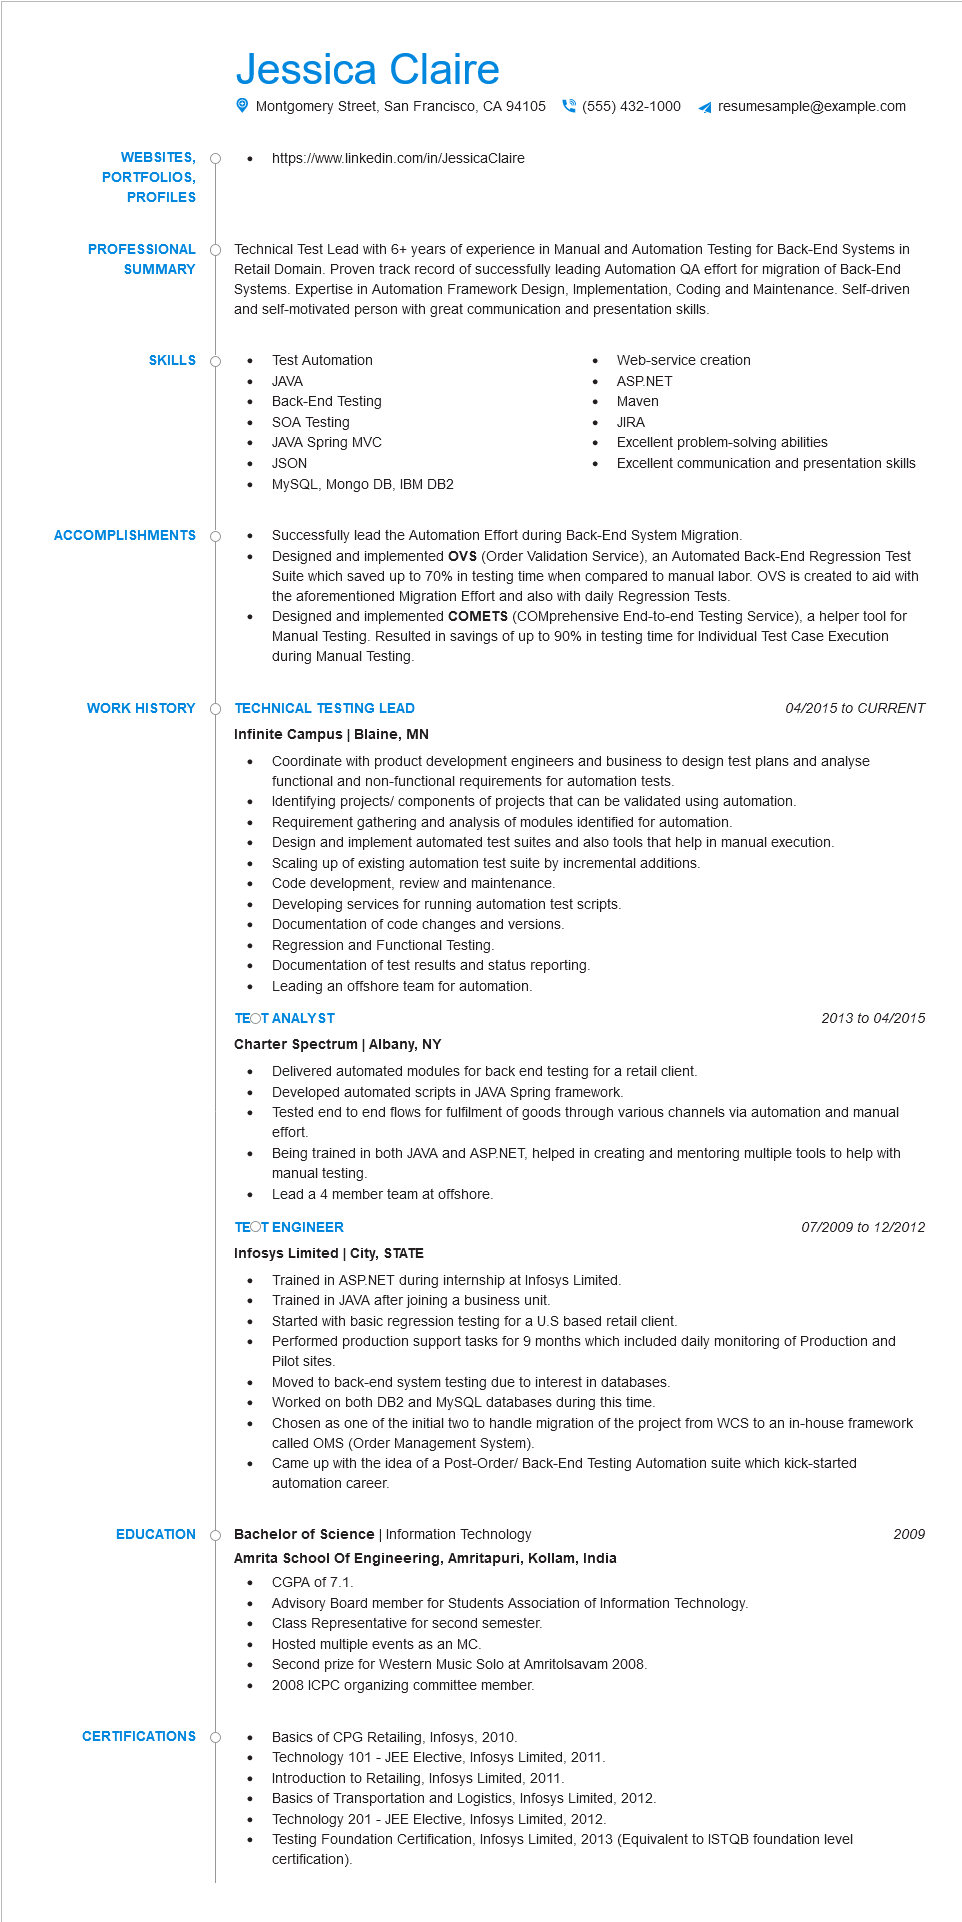 Jessica Claire
Montgomery Street, San Francisco, CA 94105 (555) 432-1000 resumesample@example.com
WEBSITES,
PORTFOLIOS,
PROFILES
• https://www.linkedin.com/in/JessicaClaire
PROFESSIONAL
SUMMARY
Technical Test Lead with 6+ years of experience in Manual and Automation Testing for Back-End Systems in
Retail Domain. Proven track record of successfully leading Automation QA effort for migration of Back-End
Systems. Expertise in Automation Framework Design, Implementation, Coding and Maintenance. Self-driven
and self-motivated person with great communication and presentation skills.
SKILLS
• Test Automation
• JAVA
• Back-End Testing
• SOA Testing
• JAVA Spring MVC
• JSON
• MySQL, Mongo DB, IBM DB2
• Web-service creation
• ASP.NET
• Maven
• JIRA
• Excellent problem-solving abilities
• Excellent communication and presentation skills
ACCOMPLISHMENTS
• Successfully lead the Automation Effort during Back-End System Migration.
• Designed and implemented OVS (Order Validation Service), an Automated Back-End Regression Test
Suite which saved up to 70% in testing time when compared to manual labor. OVS is created to aid with
the aforementioned Migration Effort and also with daily Regression Tests.
• Designed and implemented COMETS (COMprehensive End-to-end Testing Service), a helper tool for
Manual Testing. Resulted in savings of up to 90% in testing time for Individual Test Case Execution
during Manual Testing.
WORK HISTORY
TECHNICAL TESTING LEAD 04/2015 to CURRENT
Infinite Campus | Blaine, MN
• Coordinate with product development engineers and business to design test plans and analyse
functional and non-functional requirements for automation tests.
• Identifying projects/ components of projects that can be validated using automation.
• Requirement gathering and analysis of modules identified for automation.
• Design and implement automated test suites and also tools that help in manual execution.
• Scaling up of existing automation test suite by incremental additions.
• Code development, review and maintenance.
• Developing services for running automation test scripts.
• Documentation of code changes and versions.
• Regression and Functional Testing.
• Documentation of test results and status reporting.
• Leading an offshore team for automation.
TEST ANALYST 2013 to 04/2015
Charter Spectrum | Albany, NY
• Delivered automated modules for back end testing for a retail client.
• Developed automated scripts in JAVA Spring framework.
• Tested end to end flows for fulfilment of goods through various channels via automation and manual
effort.
• Being trained in both JAVA and ASP.NET, helped in creating and mentoring multiple tools to help with
manual testing.
• Lead a 4 member team at offshore.
TEST ENGINEER 07/2009 to 12/2012
Infosys Limited | City, STATE
• Trained in ASP.NET during internship at Infosys Limited.
• Trained in JAVA after joining a business unit.
• Started with basic regression testing for a U.S based retail client.
• Performed production support tasks for 9 months which included daily monitoring of Production and
Pilot sites.
• Moved to back-end system testing due to interest in databases.
• Worked on both DB2 and MySQL databases during this time.
• Chosen as one of the initial two to handle migration of the project from WCS to an in-house framework
called OMS (Order Management System).
• Came up with the idea of a Post-Order/ Back-End Testing Automation suite which kick-started
automation career.
EDUCATION
Bachelor of Science | Information Technology 2009
Amrita School Of Engineering, Amritapuri, Kollam, India
• CGPA of 7.1.
• Advisory Board member for Students Association of Information Technology.
• Class Representative for second semester.
• Hosted multiple events as an MC.
• Second prize for Western Music Solo at Amritolsavam 2008.
• 2008 ICPC organizing committee member.
CERTIFICATIONS
• Basics of CPG Retailing, Infosys, 2010.
• Technology 101 - JEE Elective, Infosys Limited, 2011.
• Introduction to Retailing, Infosys Limited, 2011.
• Basics of Transportation and Logistics, Infosys Limited, 2012.
• Technology 201 - JEE Elective, Infosys Limited, 2012.
• Testing Foundation Certification, Infosys Limited, 2013 (Equivalent to ISTQB foundation level
certification).